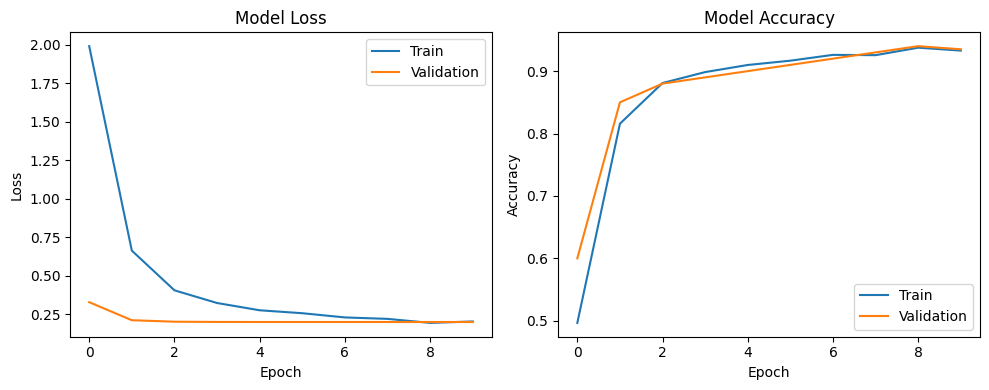 Model Loss
Loss
2.00
1.75
1.50
1.25
1.00
0.75
0.50
0.25
0 2 4 6 8
Epoch
Train
Validation
Model Accuracy
Accuracy
0.9
0.8
0.7
0.6
0.5
0 2 4 6 8
Epoch
Train
Validation